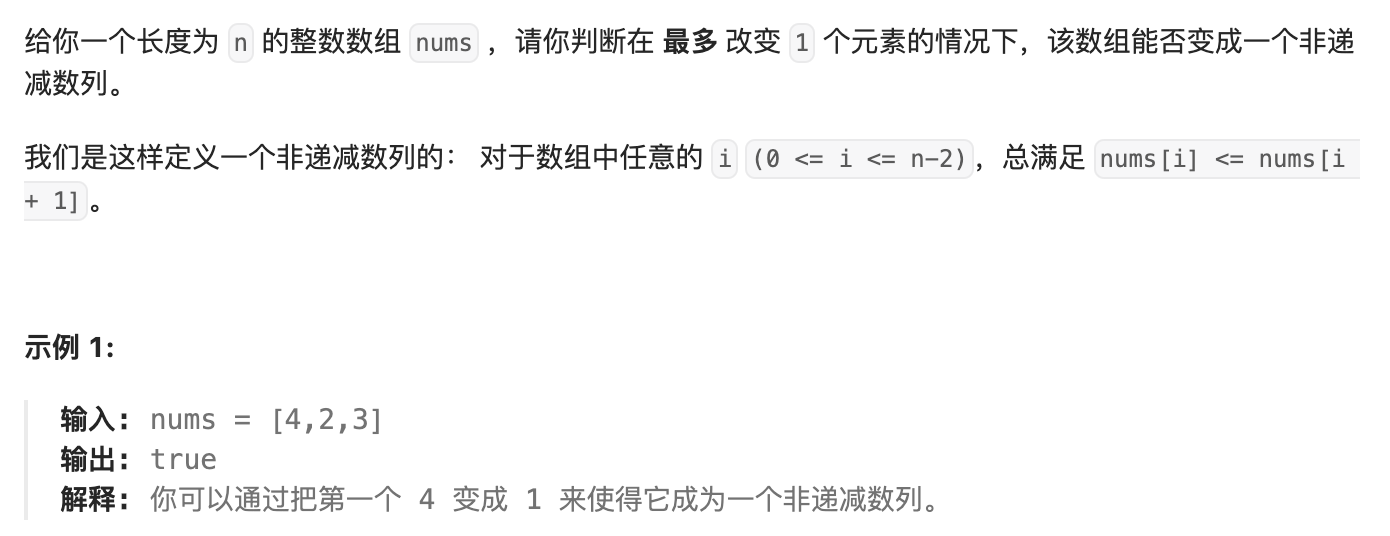 给你一个长度为 n 的整数数组 nums ，请你判断在 最多 改变 1 个元素的情况下，该数组能否变成一个非递
减数列。
我们是这样定义一个非递减数列的： 对于数组中任意的 i (0 <= i <= n-2)，总满足 nums[i] <= nums[i
+ 1]。
示例 1:
输入: nums = [4,2,3]
输出: true
解释: 你可以通过把第一个 4 变成 1 来使得它成为一个非递减数列。